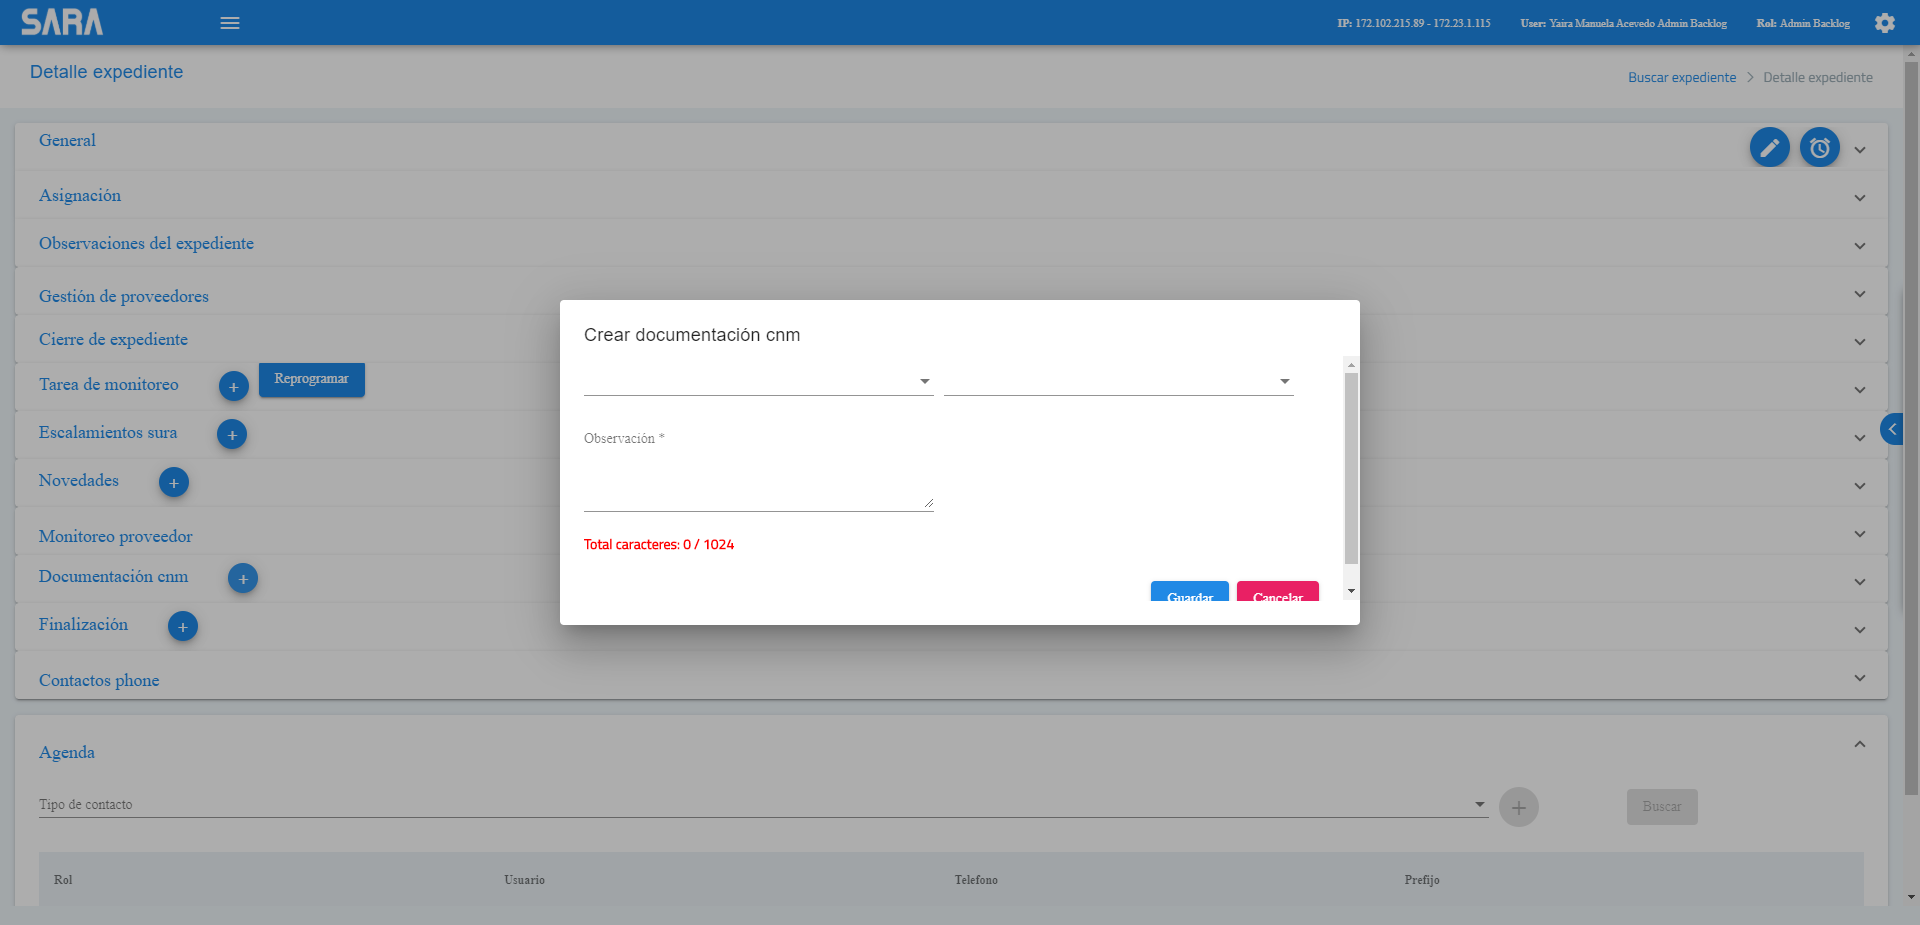 SARA
IP: 172.102.215.89 - 172.23.1.115 User: Yaira Manuela Acevedo Admin Backlog Rol: Admin Backlog
Detalle expediente
Buscar expediente > Detalle expediente
General
Asignación
Observaciones del expediente
Gestión de proveedores
Cierre de expediente
Tarea de monitoreo + Reprogramar
Escalamientos sura +
Novedades +
Monitoreo proveedor
Documentación cnm +
Finalización +
Contactos phone
Crear documentación cnm
Observación *
Total caracteres: 0 / 1024
Guardar Cancelar
Agenda
Tipo de contacto + Buscar
Rol Usuario Telefono Prefijo